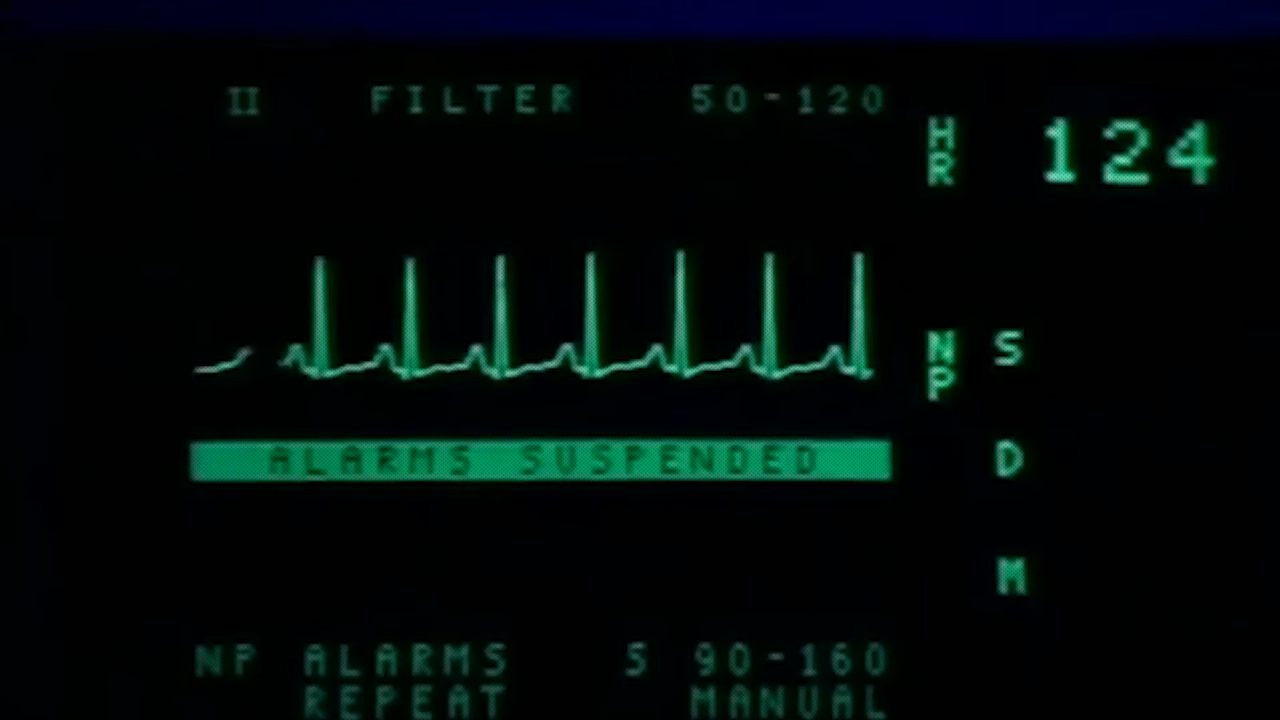 II FILTER 50-120
HR 124
NP S
ALARMS SUSPENDED
D
M
NP ALARMS S 90-160
REPEAT MANUAL